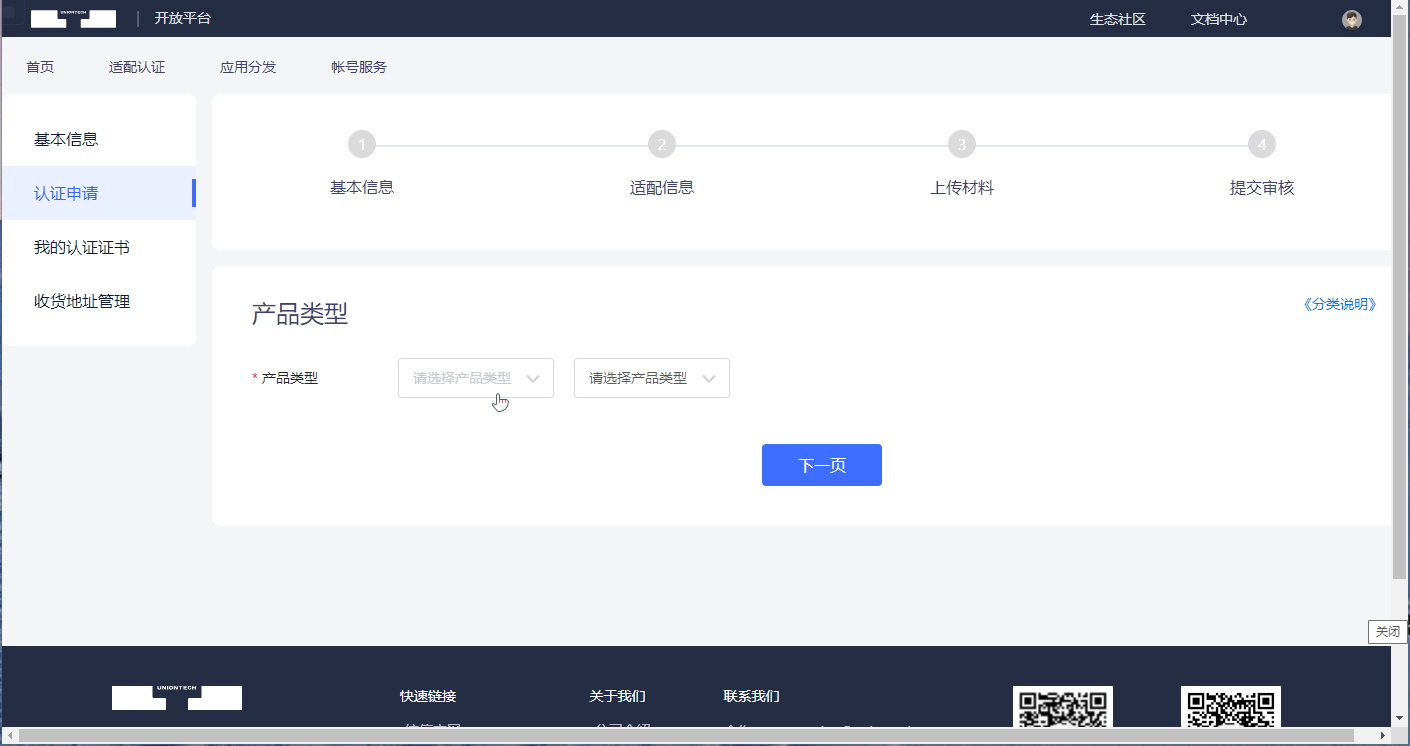 UNIONTECH
开放平台
生态社区
文档中心
首页
适配认证
应用分发
帐号服务
基本信息
认证申请
我的认证证书
收货地址管理
1
2
3
4
基本信息
适配信息
上传材料
提交审核
产品类型
《分类说明》
* 产品类型
请选择产品类型
请选择产品类型
下一页
关闭
UNIONTECH
快速链接
关于我们
联系我们